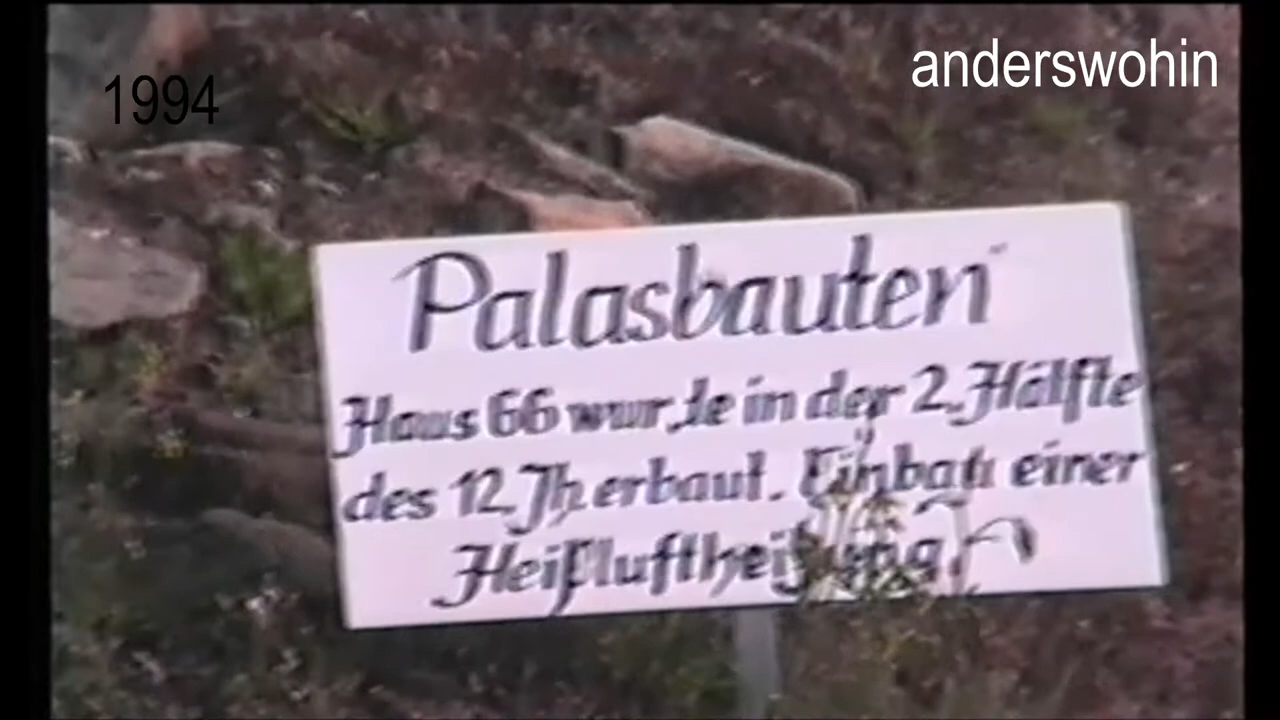 anderswohin
1994
Palasbauten
Haus 66 wurde in der 2. Hälfte
des 12. Jh. erbaut. Einbau einer
Heißluftheizung.